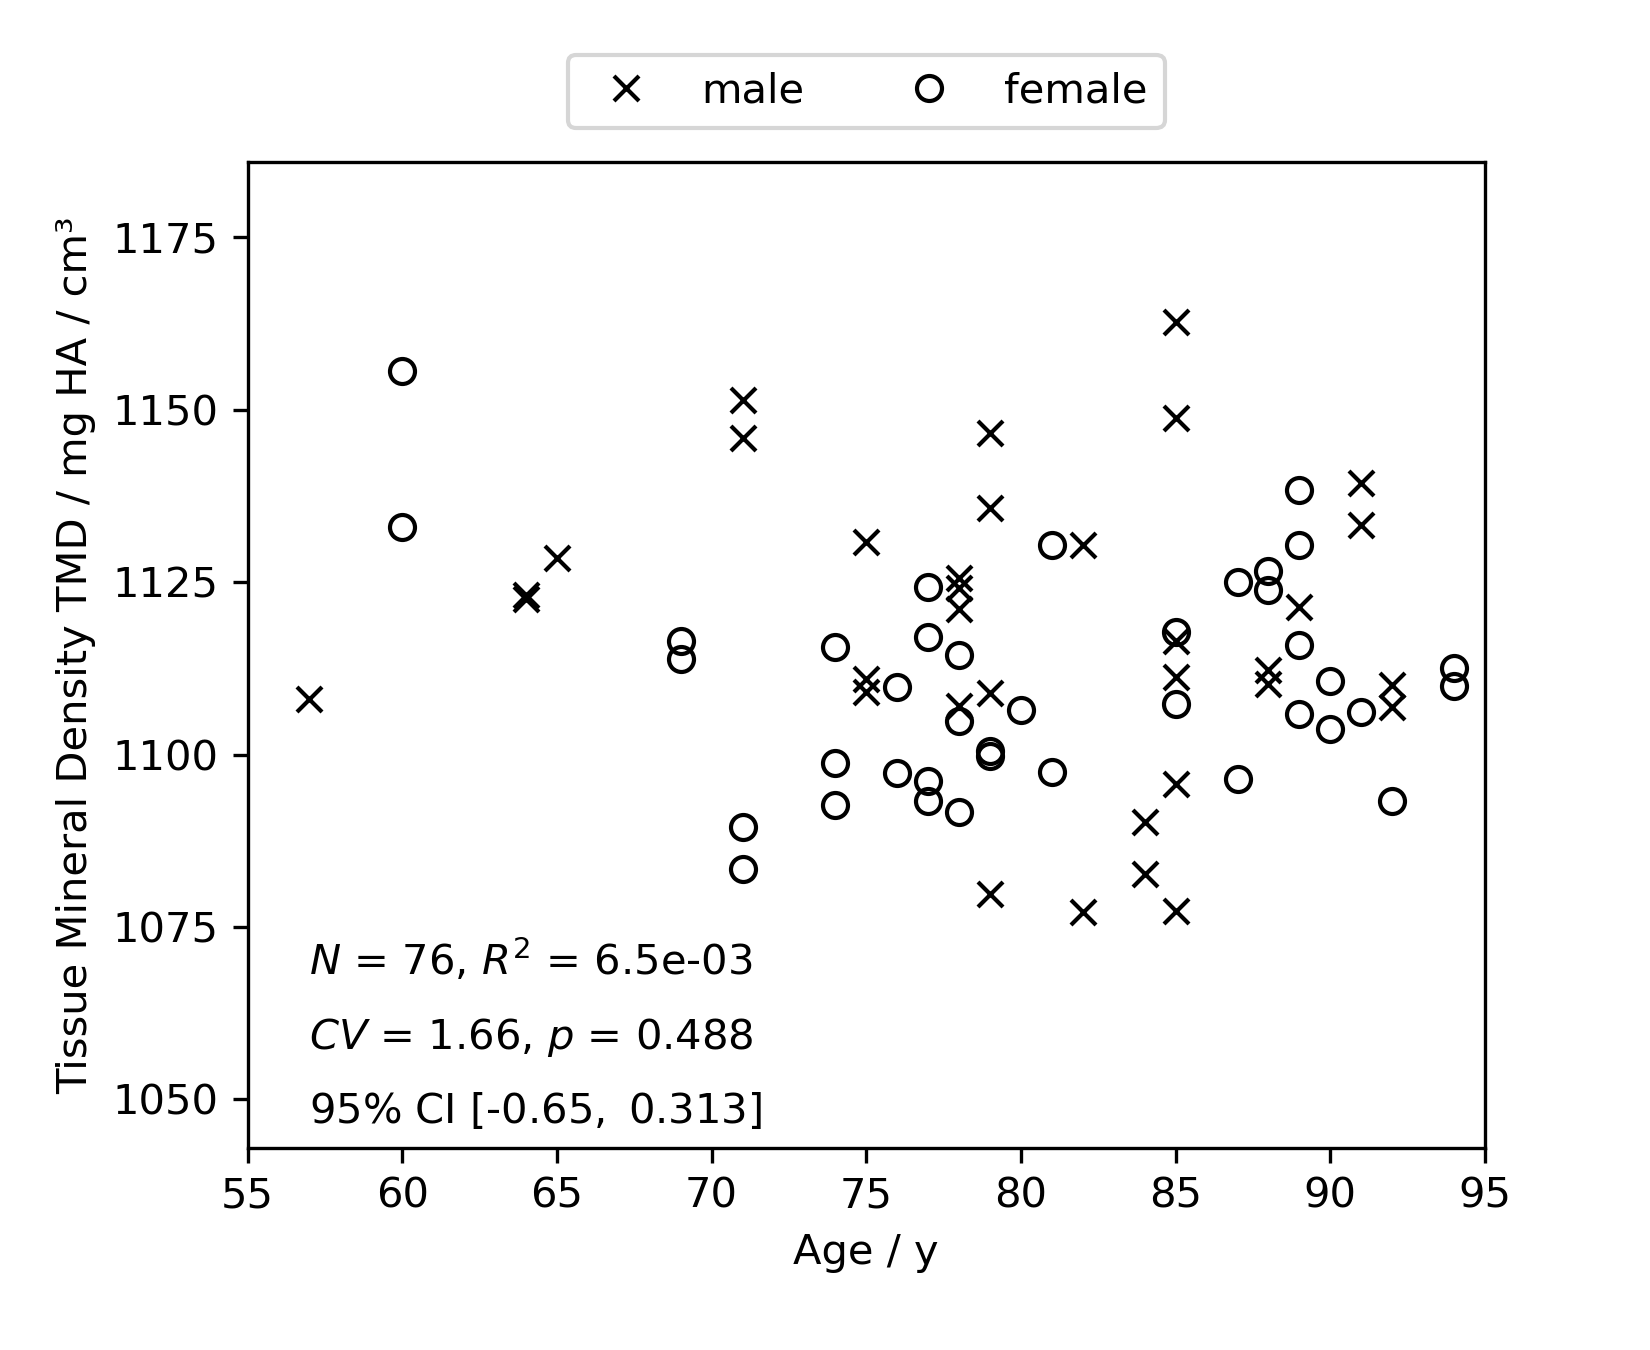 male female
Tissue Mineral Density TMD / mg HA / cm³
1175
1150
1125
1100
1075
1050
N = 76, R² = 6.5e-03
CV = 1.66, p = 0.488
95% CI [-0.65, 0.313]
55 60 65 70 75 80 85 90 95
Age / y